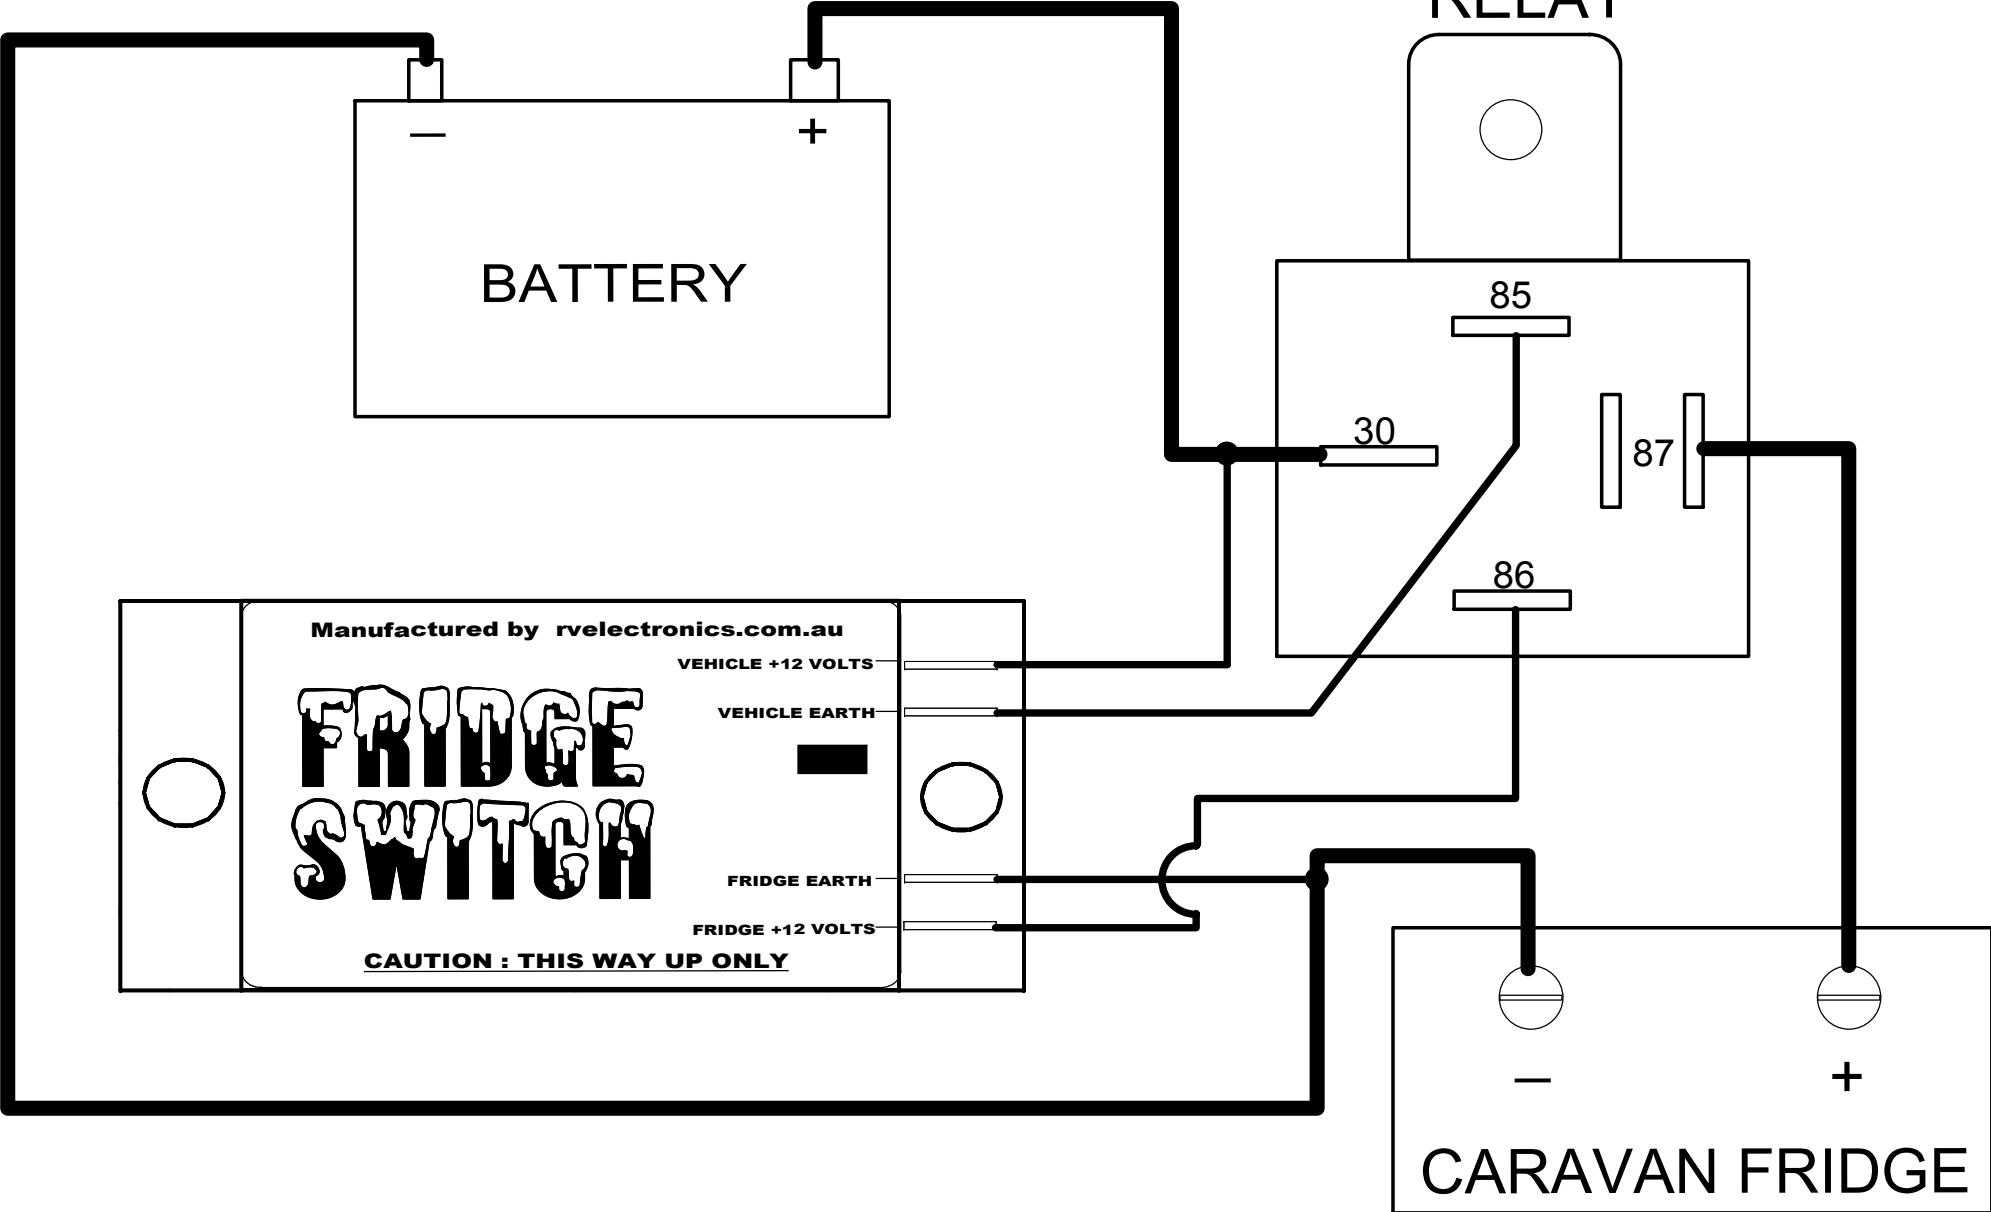 RELAY
— +
BATTERY
85
30
87
86
Manufactured by rvelectronics.com.au
VEHICLE +12 VOLTS
VEHICLE EARTH
FRIDGE
SWITCH
FRIDGE EARTH
FRIDGE +12 VOLTS
CAUTION : THIS WAY UP ONLY
— +
CARAVAN FRIDGE